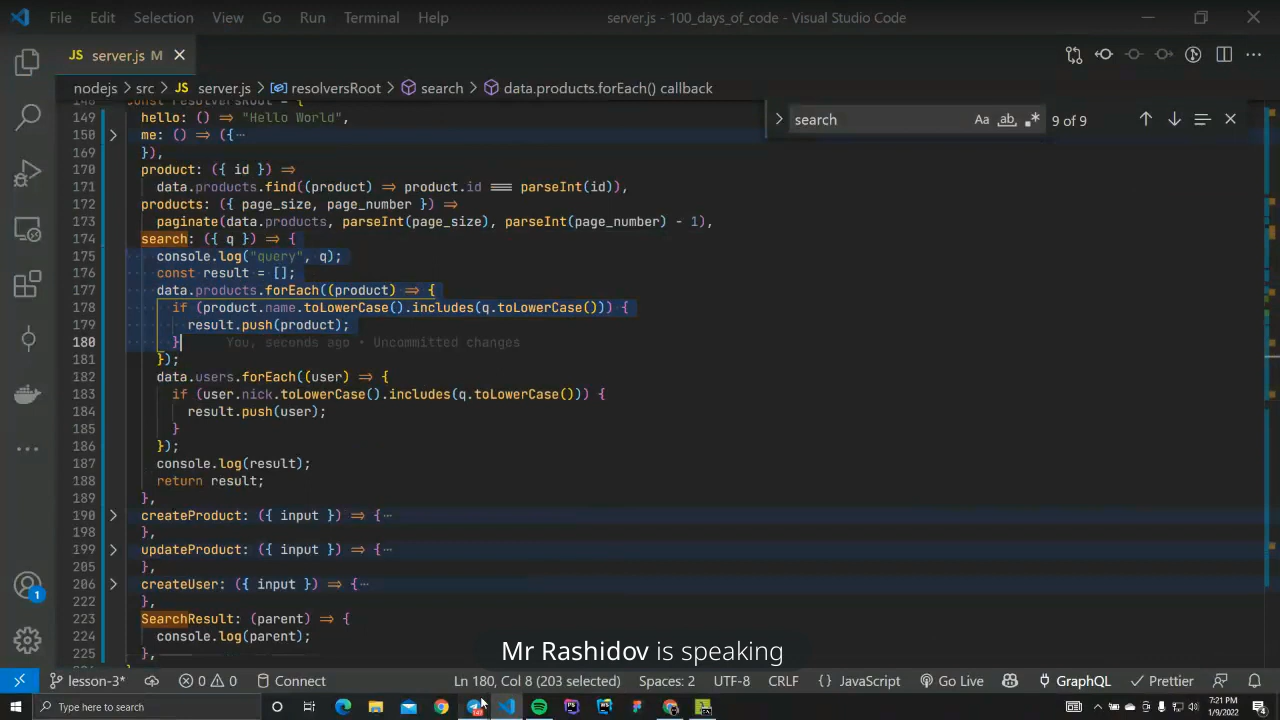 File Edit Selection View Go Run Terminal Help server.js - 100_days_of_code - Visual Studio Code
JS server.js M
nodejs > src > JS server.js > resolversRoot > search > data.products.forEach() callback
search Aa ab .* 9 of 9
148 const resolversRoot = {
149 hello: () => "Hello World",
150 me: () => ({…
169 }),
170 product: ({ id }) =>
171 data.products.find((product) => product.id === parseInt(id)),
172 products: ({ page_size, page_number }) =>
173 paginate(data.products, parseInt(page_size), parseInt(page_number) - 1),
174 search: ({ q }) => {
175 console.log("query", q);
176 const result = [];
177 data.products.forEach((product) => {
178 if (product.name.toLowerCase().includes(q.toLowerCase())) {
179 result.push(product);
180 } You, seconds ago • Uncommitted changes
181 });
182 data.users.forEach((user) => {
183 if (user.nick.toLowerCase().includes(q.toLowerCase())) {
184 result.push(user);
185 }
186 });
187 console.log(result);
188 return result;
189 },
190 createProduct: ({ input }) => {…
198 },
199 updateProduct: ({ input }) => {…
205 },
206 createUser: ({ input }) => {…
222 },
223 SearchResult: (parent) => {
224 console.log(parent);
225 },
Mr Rashidov is speaking
1
lesson-3* 0 0 Connect Ln 180, Col 8 (203 selected) Spaces: 2 UTF-8 CRLF {} JavaScript Go Live GraphQL Prettier
Type here to search 7:21 PM
1/9/2022